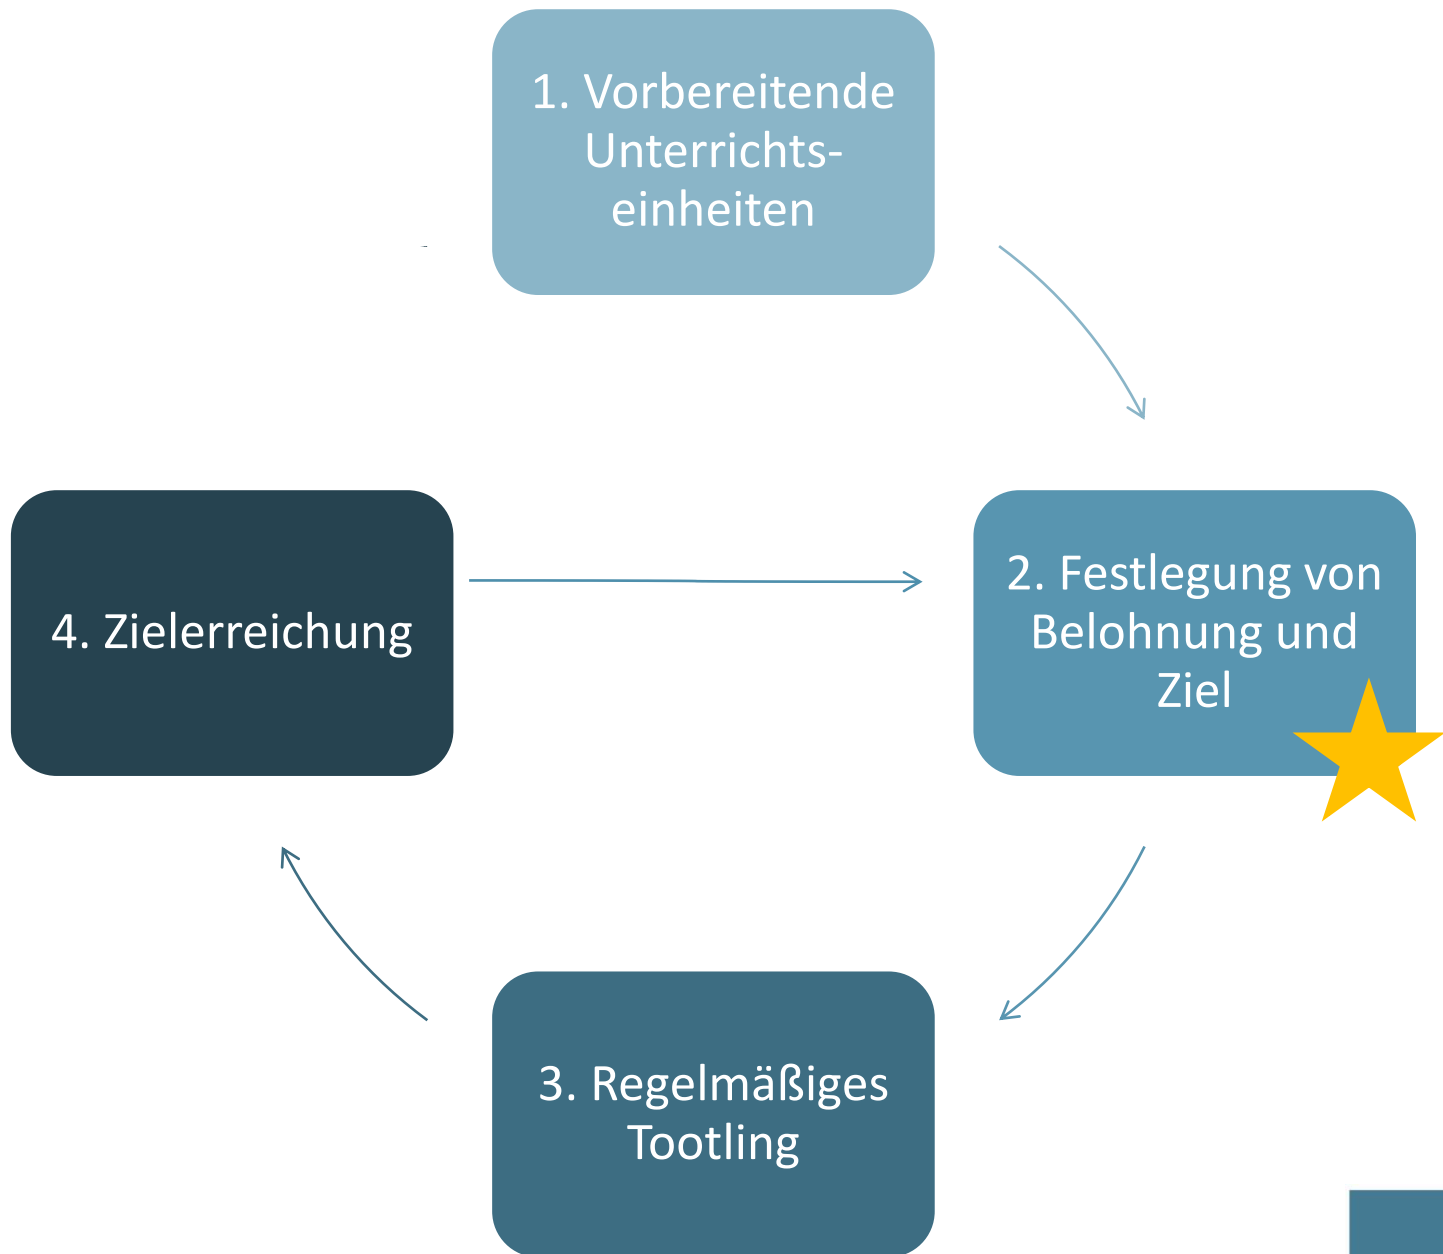 1. Vorbereitende
Unterrichts-
einheiten
2. Festlegung von
Belohnung und
Ziel
3. Regelmäßiges
Tootling
4. Zielerreichung